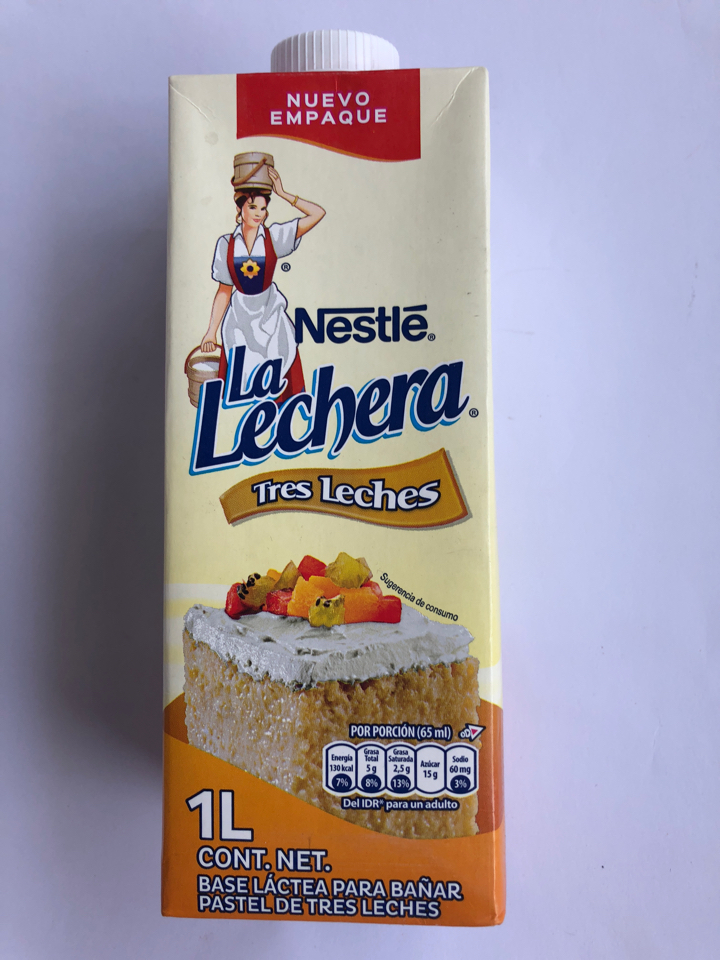 NUEVO
EMPAQUE
®
Nestlé®
La
Lechera®
Tres Leches
Sugerencia de consumo
POR PORCIÓN (65 ml)
Energía 130 kcal 7%
Grasa Total 5 g 8%
Grasa Saturada 2,5 g 13%
Azúcar 15 g
Sodio 60 mg 3%
Del IDR* para un adulto
1L
CONT. NET.
BASE LÁCTEA PARA BAÑAR
PASTEL DE TRES LECHES